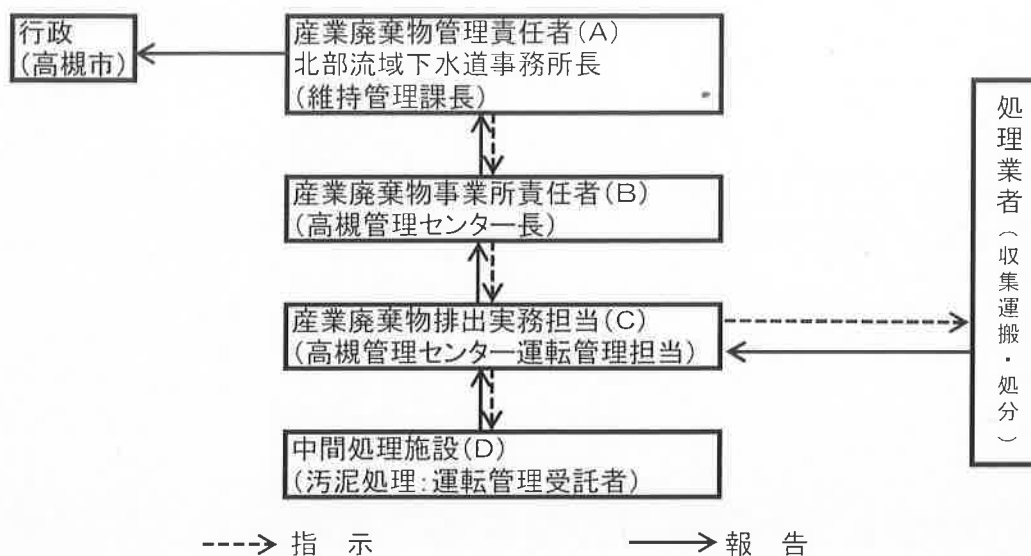 行政
(高槻市)
産業廃棄物管理責任者(A)
北部流域下水道事務所長
(維持管理課長)
産業廃棄物事業所責任者(B)
(高槻管理センター長)
産業廃棄物排出実務担当(C)
(高槻管理センター運転管理担当)
中間処理施設(D)
(汚泥処理:運転管理受託者)
処理業者(収集運搬・処分)
指 示
報 告